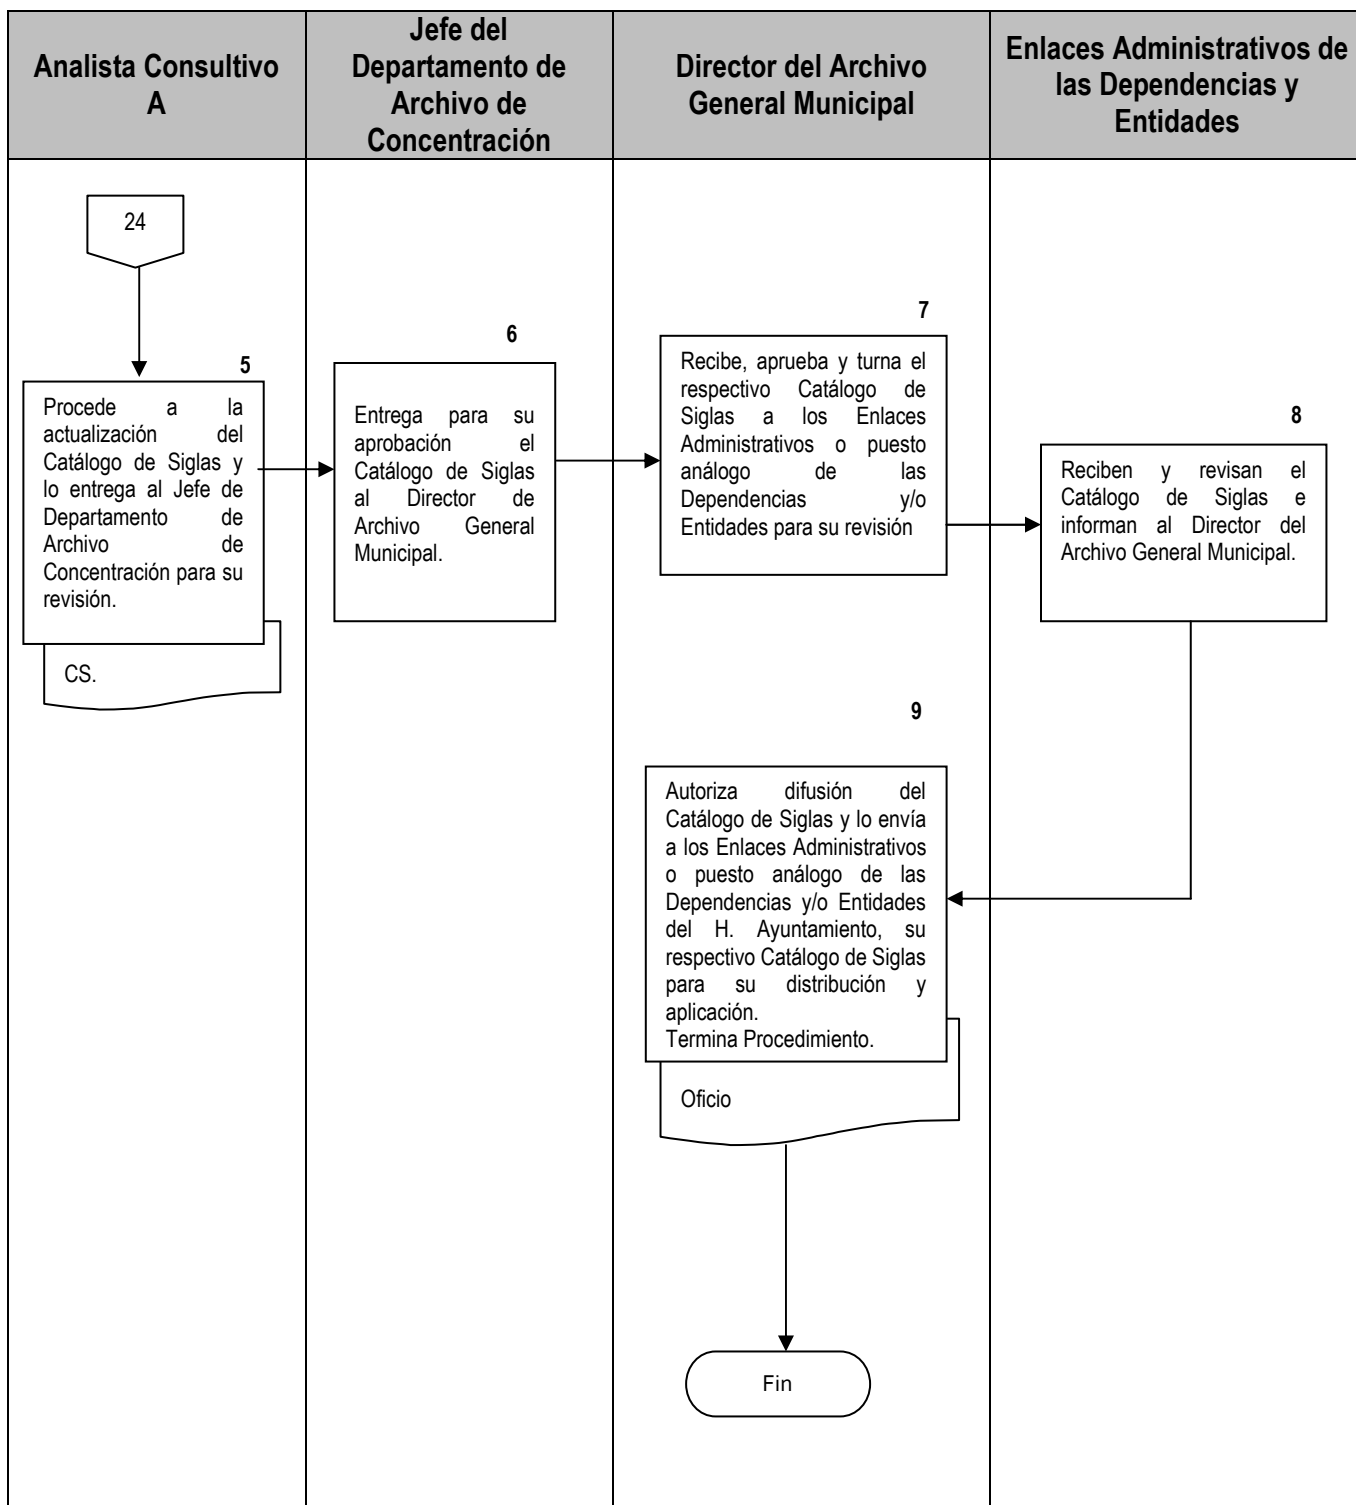 Analista Consultivo
A
Jefe del
Departamento de
Archivo de
Concentración
Director del Archivo
General Municipal
Enlaces Administrativos de
las Dependencias y
Entidades
24
5
Procede a la
actualización del
Catálogo de Siglas y
lo entrega al Jefe de
Departamento de
Archivo de
Concentración para su
revisión.
CS.
6
Entrega para su
aprobación el
Catálogo de Siglas
al Director de
Archivo General
Municipal.
7
Recibe, aprueba y turna el
respectivo Catálogo de
Siglas a los Enlaces
Administrativos o puesto
análogo de las
Dependencias y/o
Entidades para su revisión
8
Reciben y revisan el
Catálogo de Siglas e
informan al Director del
Archivo General Municipal.
9
Autoriza difusión del
Catálogo de Siglas y lo envía
a los Enlaces Administrativos
o puesto análogo de las
Dependencias y/o Entidades
del H. Ayuntamiento, su
respectivo Catálogo de Siglas
para su distribución y
aplicación.
Termina Procedimiento.
Oficio
Fin